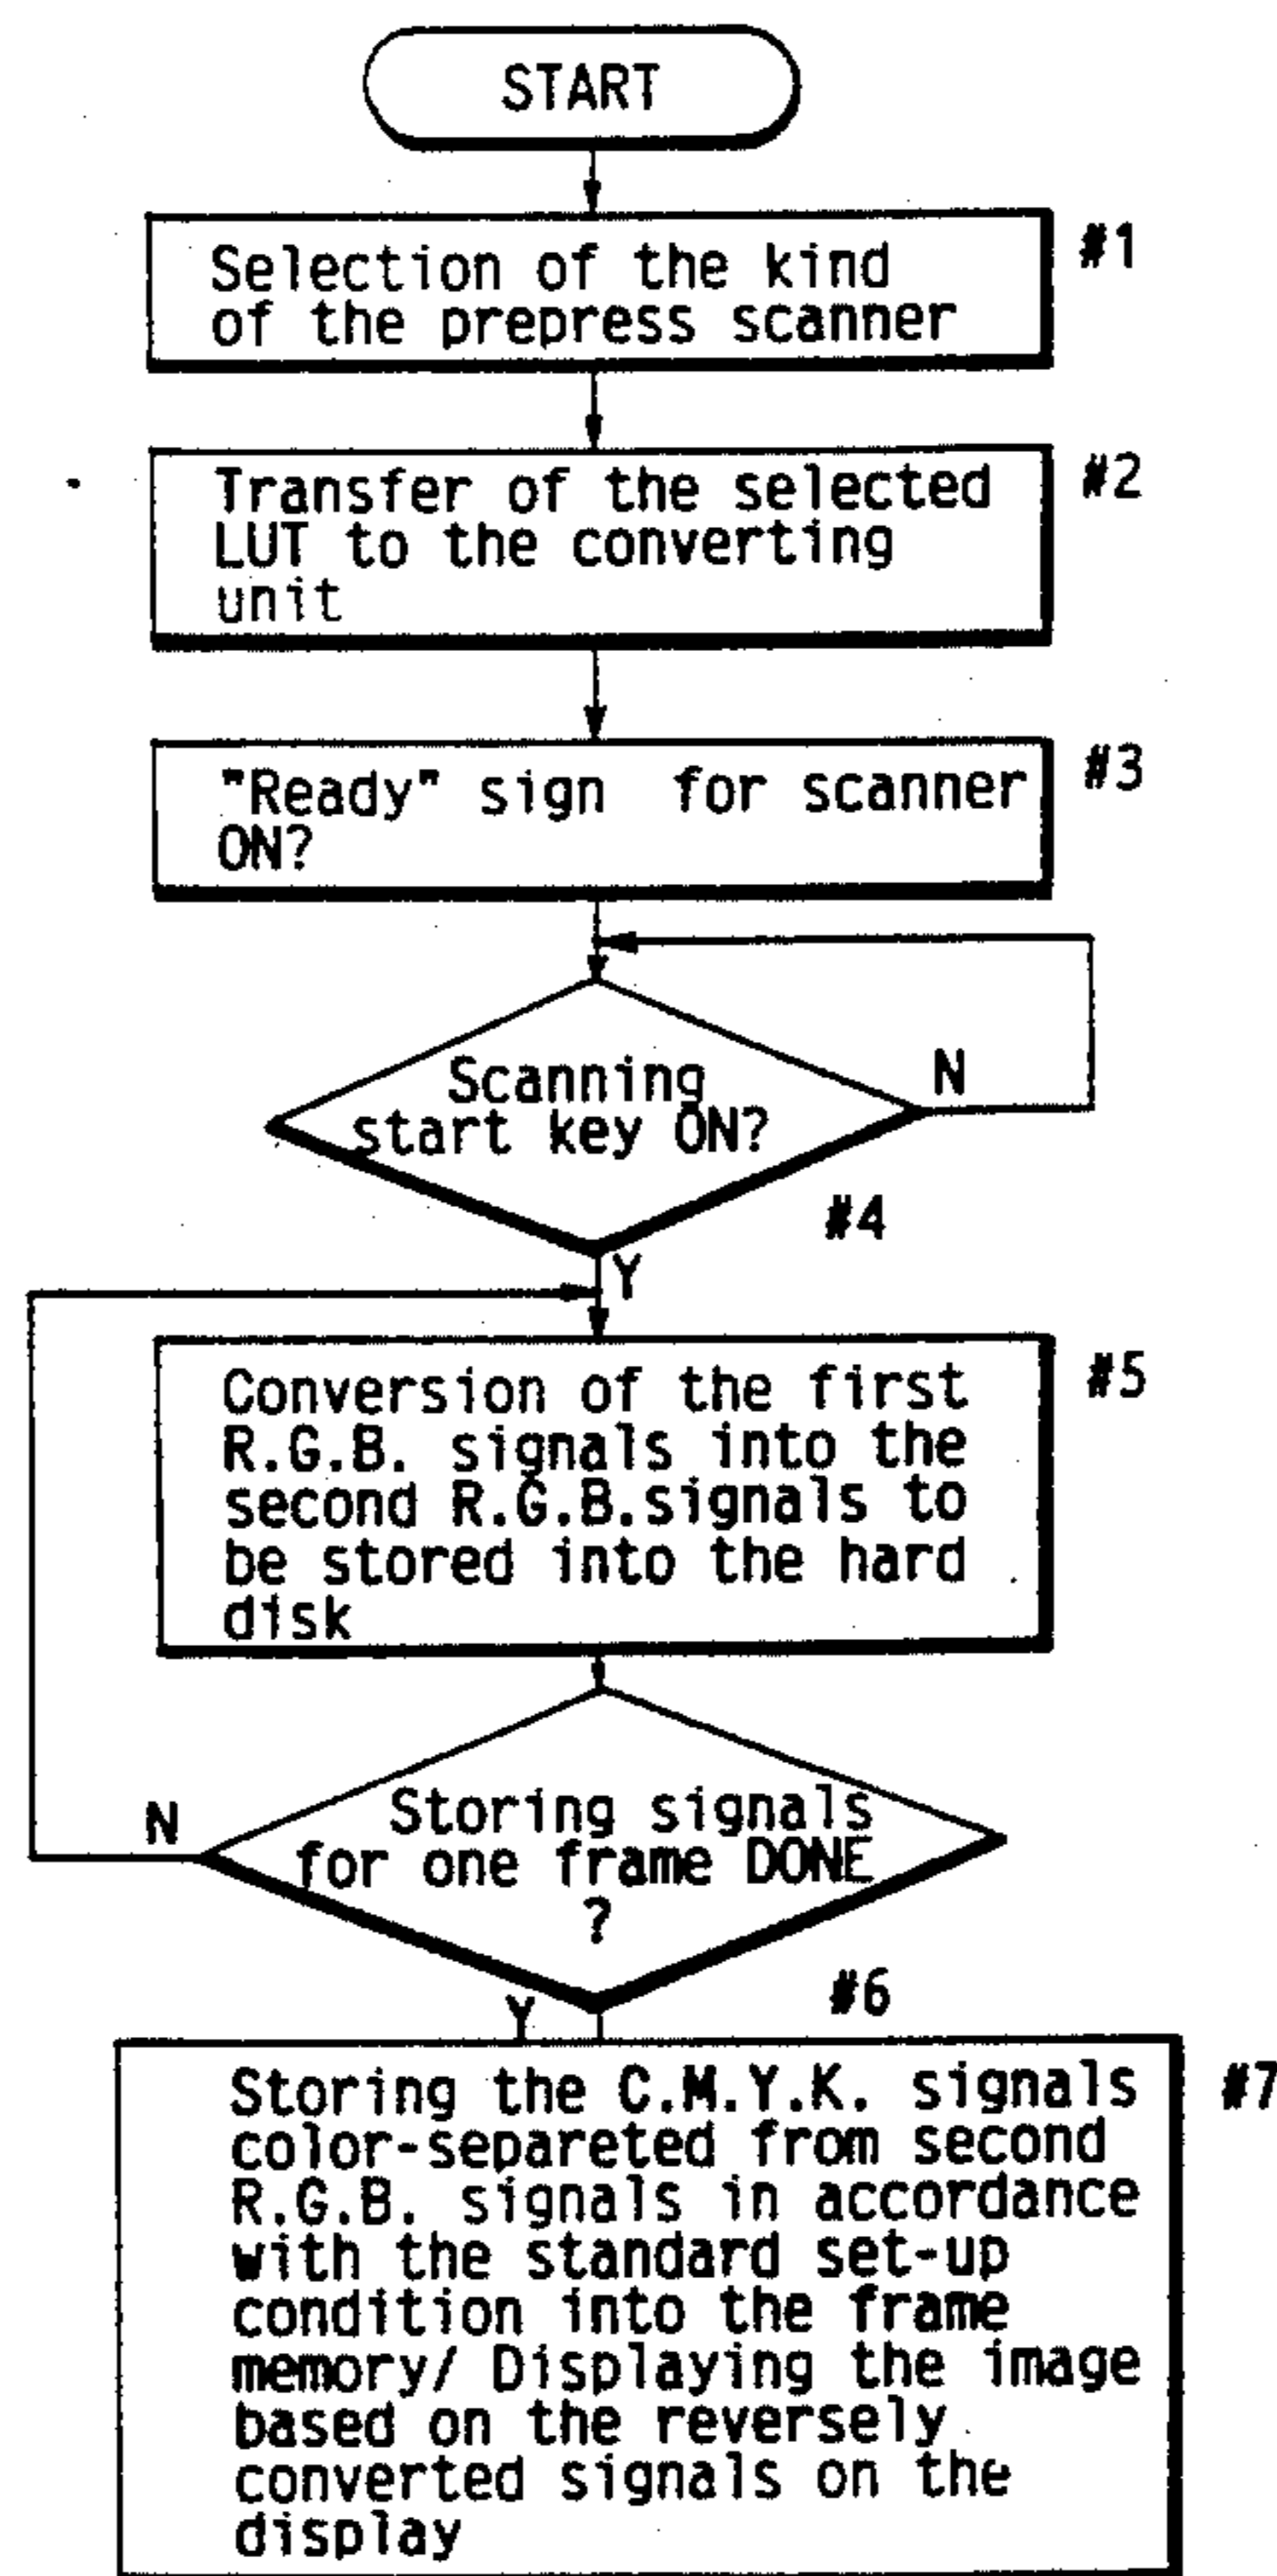 START
Selection of the kind
of the prepress scanner
#1
Transfer of the selected
LUT to the converting
unit
#2
"Ready" sign for scanner
ON?
#3
Scanning
start key ON?
N
#4
Y
Conversion of the first
R.G.B. signals into the
second R.G.B.signals to
be stored into the hard
disk
#5
Storing signals
for one frame DONE
?
N
#6
Y
Storing the C.M.Y.K. signals
color-separeted from second
R.G.B. signals in accordance
with the standard set-up
condition into the frame
memory/ Displaying the image
based on the reversely
converted signals on the
display
#7